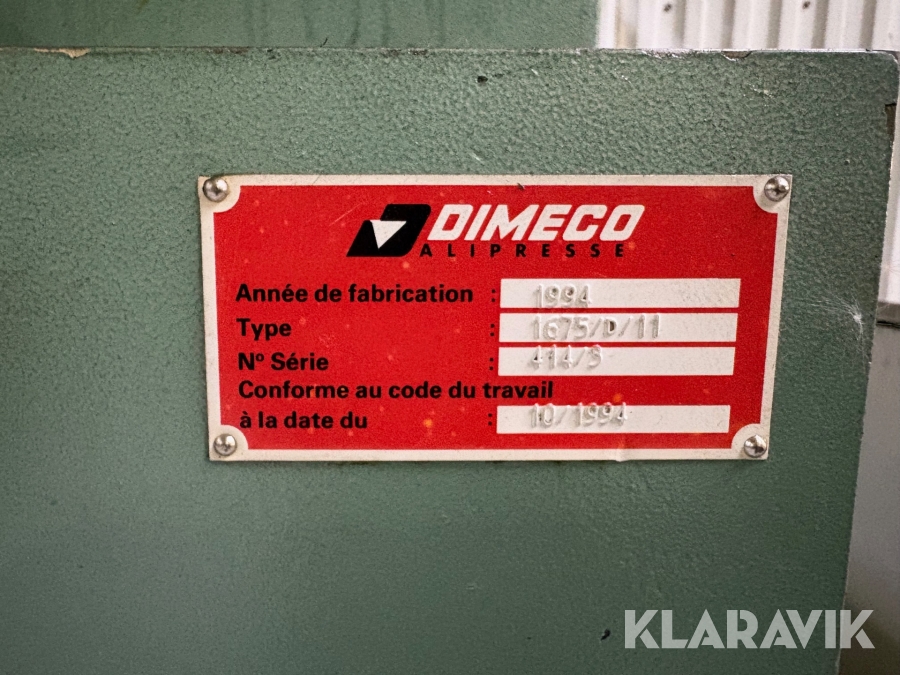 DIMECO
ALIPRESSE
Année de fabrication : 1994
Type : 1675/D/11
Nº Série : 414/3
Conforme au code du travail
à la date du : 10/1994
KLARAVIK